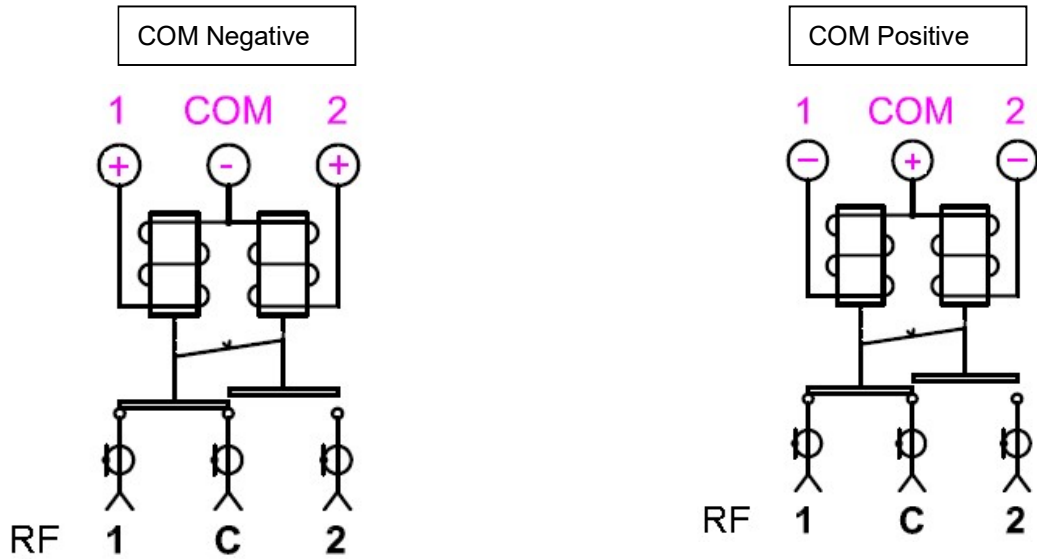 COM Negative
COM Positive
1 COM 2
1 COM 2
+ - +
− + −
RF 1 C 2
RF 1 C 2